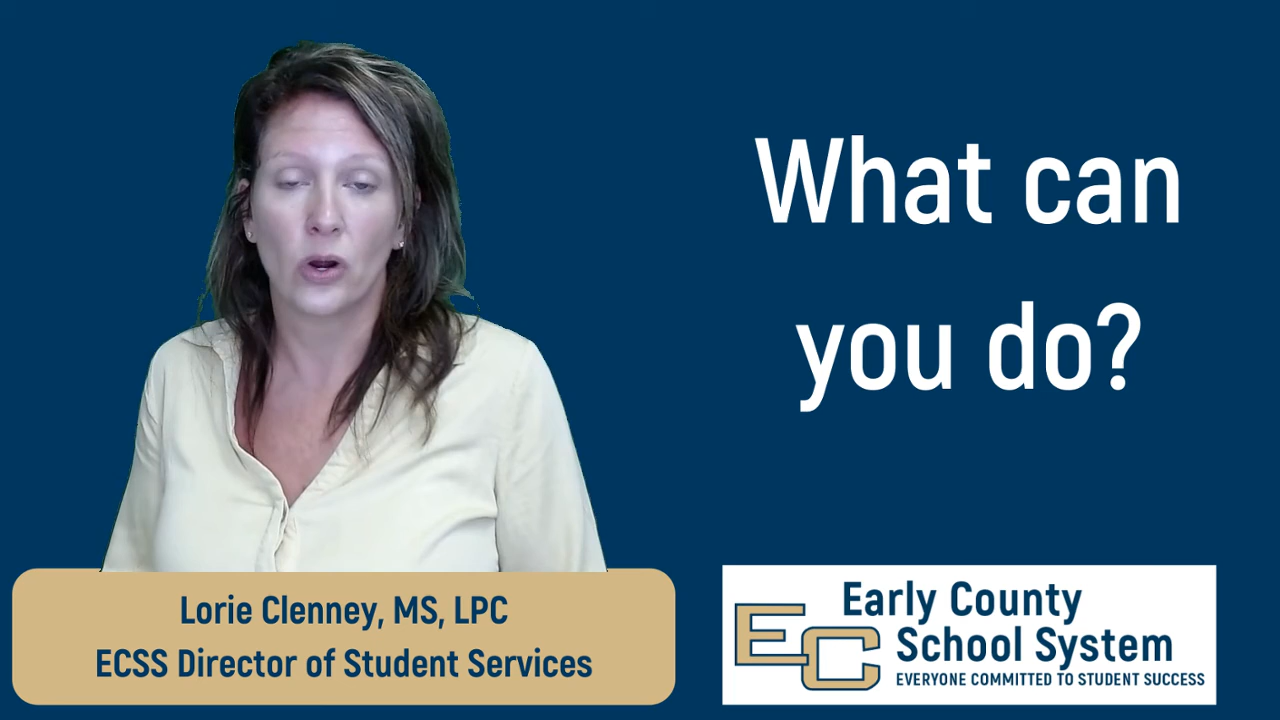 What can
you do?
Lorie Clenney, MS, LPC
ECSS Director of Student Services
EC
Early County
School System
EVERYONE COMMITTED TO STUDENT SUCCESS